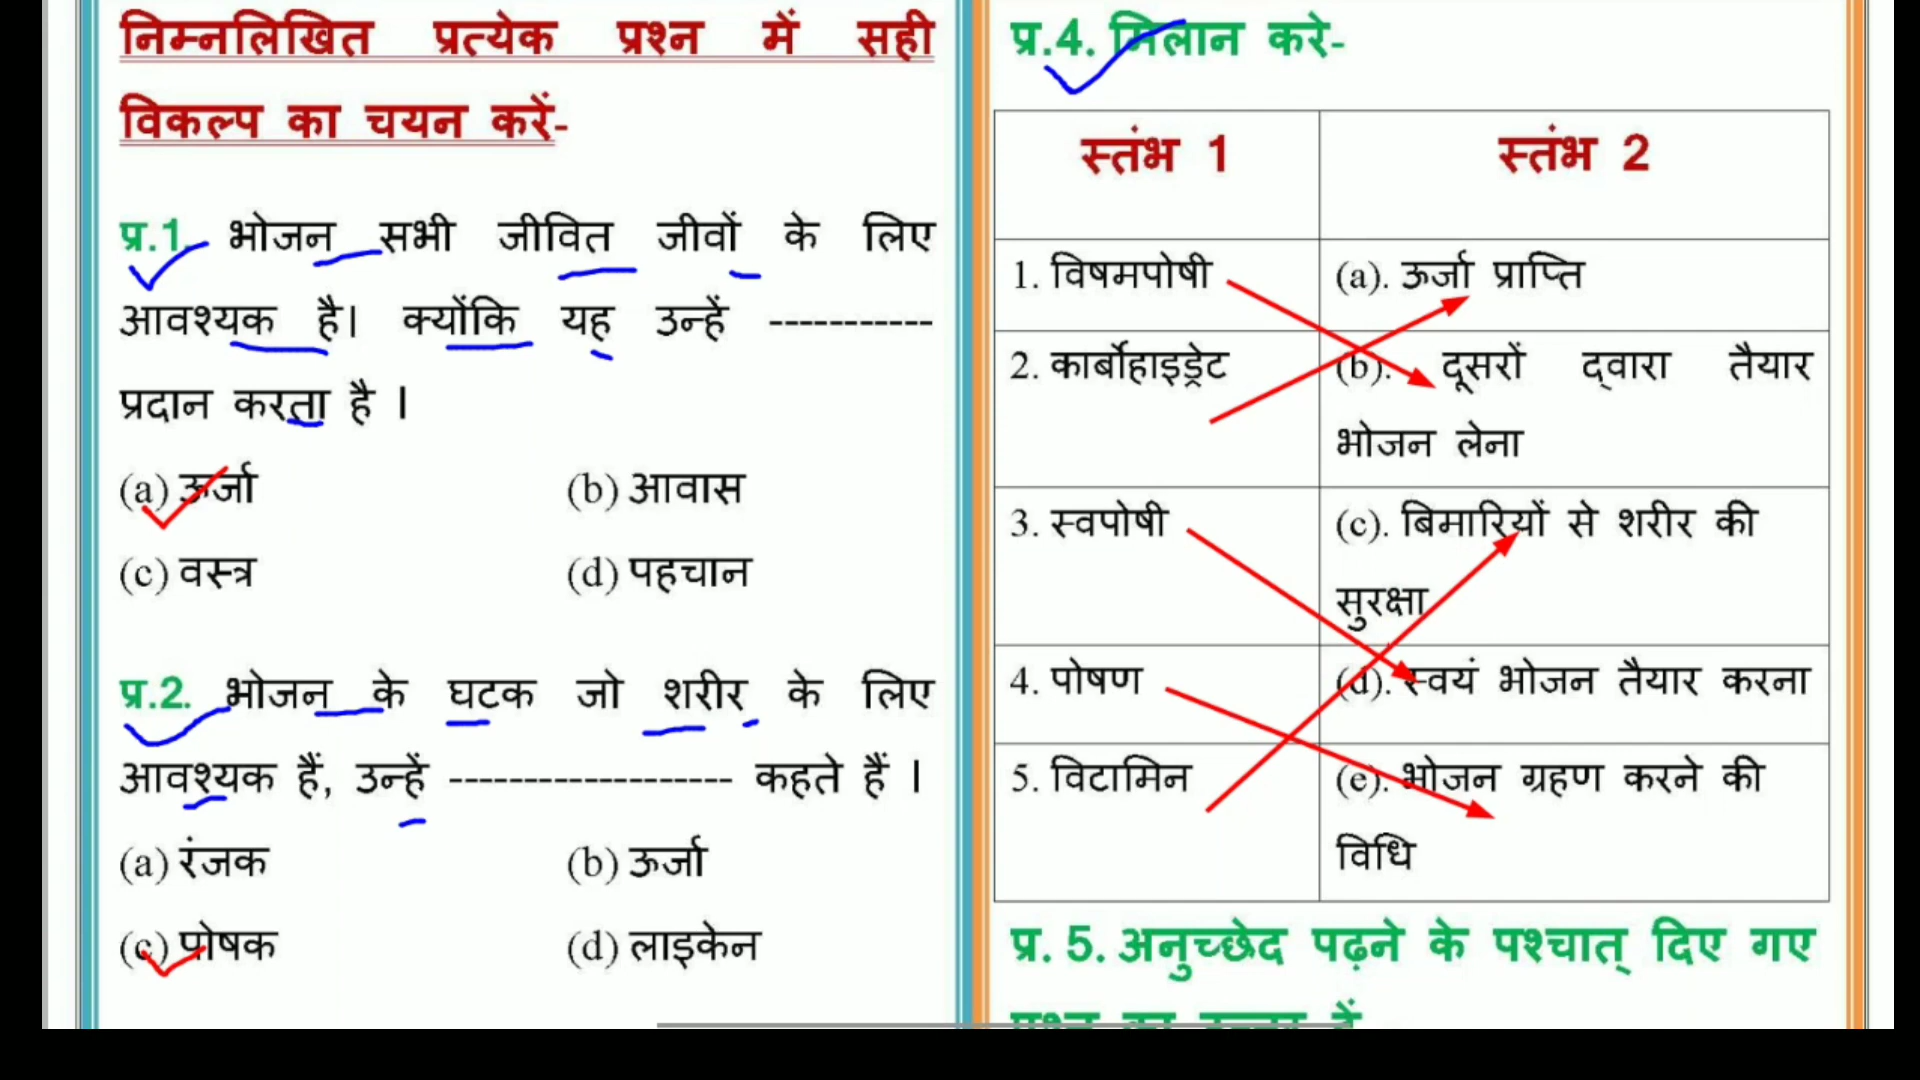 निम्नलिखित प्रत्येक प्रश्न में सही
विकल्प का चयन करें-
प्र.1. भोजन सभी जीवित जीवों के लिए
आवश्यक है। क्योंकि यह उन्हें -----------
प्रदान करता है ।
(a) ऊर्जा (b) आवास
(c) वस्त्र (d) पहचान
प्र.2. भोजन के घटक जो शरीर के लिए
आवश्यक हैं, उन्हें ------------------- कहते हैं ।
(a) रंजक (b) ऊर्जा
(c) पोषक (d) लाइकेन
प्र.4. मिलान करे-
स्तंभ 1 स्तंभ 2
1. विषमपोषी (a). ऊर्जा प्राप्ति
2. कार्बोहाइड्रेट (b). दूसरों द्वारा तैयार
भोजन लेना
3. स्वपोषी (c). बिमारियों से शरीर की
सुरक्षा
4. पोषण (d). स्वयं भोजन तैयार करना
5. विटामिन (e). भोजन ग्रहण करने की
विधि
प्र. 5. अनुच्छेद पढ़ने के पश्चात् दिए गए